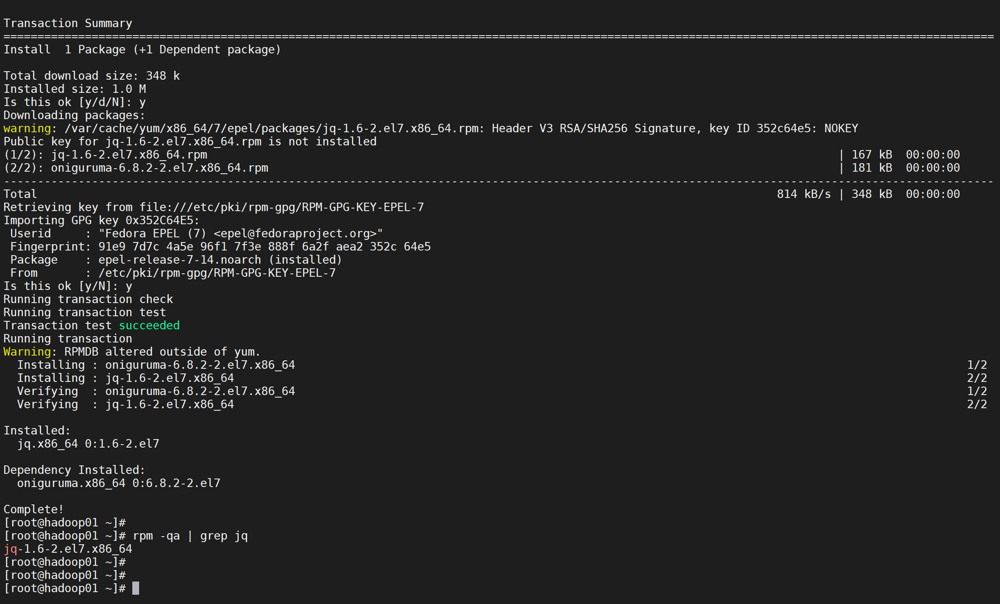 Transaction Summary
==================================================================================================================================================
Install  1 Package (+1 Dependent package)
Total download size: 348 k
Installed size: 1.0 M
Is this ok [y/d/N]: y
Downloading packages:
warning: /var/cache/yum/x86_64/7/epel/packages/jq-1.6-2.el7.x86_64.rpm: Header V3 RSA/SHA256 Signature, key ID 352c64e5: NOKEY
Public key for jq-1.6-2.el7.x86_64.rpm is not installed
(1/2): jq-1.6-2.el7.x86_64.rpm | 167 kB  00:00:00
(2/2): oniguruma-6.8.2-2.el7.x86_64.rpm | 181 kB  00:00:00
--------------------------------------------------------------------------------------------------------------------------------------------------
Total 814 kB/s | 348 kB  00:00:00
Retrieving key from file:///etc/pki/rpm-gpg/RPM-GPG-KEY-EPEL-7
Importing GPG key 0x352C64E5:
 Userid     : "Fedora EPEL (7) <epel@fedoraproject.org>"
 Fingerprint: 91e9 7d7c 4a5e 96f1 7f3e 888f 6a2f aea2 352c 64e5
 Package    : epel-release-7-14.noarch (installed)
 From       : /etc/pki/rpm-gpg/RPM-GPG-KEY-EPEL-7
Is this ok [y/N]: y
Running transaction check
Running transaction test
Transaction test succeeded
Running transaction
Warning: RPMDB altered outside of yum.
  Installing : oniguruma-6.8.2-2.el7.x86_64 1/2
  Installing : jq-1.6-2.el7.x86_64 2/2
  Verifying  : oniguruma-6.8.2-2.el7.x86_64 1/2
  Verifying  : jq-1.6-2.el7.x86_64 2/2
Installed:
  jq.x86_64 0:1.6-2.el7
Dependency Installed:
  oniguruma.x86_64 0:6.8.2-2.el7
Complete!
[root@hadoop01 ~]#
[root@hadoop01 ~]# rpm -qa | grep jq
jq-1.6-2.el7.x86_64
[root@hadoop01 ~]#
[root@hadoop01 ~]#
[root@hadoop01 ~]#